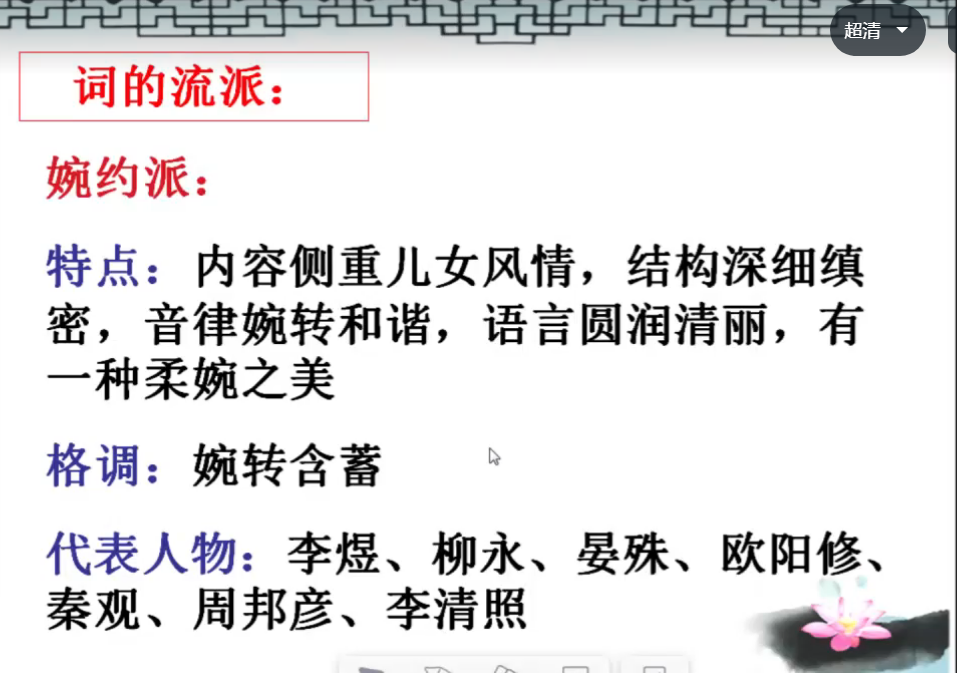 超清
词的流派：
婉约派：
特点：内容侧重儿女风情，结构深细缜
密，音律婉转和谐，语言圆润清丽，有
一种柔婉之美
格调：婉转含蓄
代表人物：李煜、柳永、晏殊、欧阳修、
秦观、周邦彦、李清照